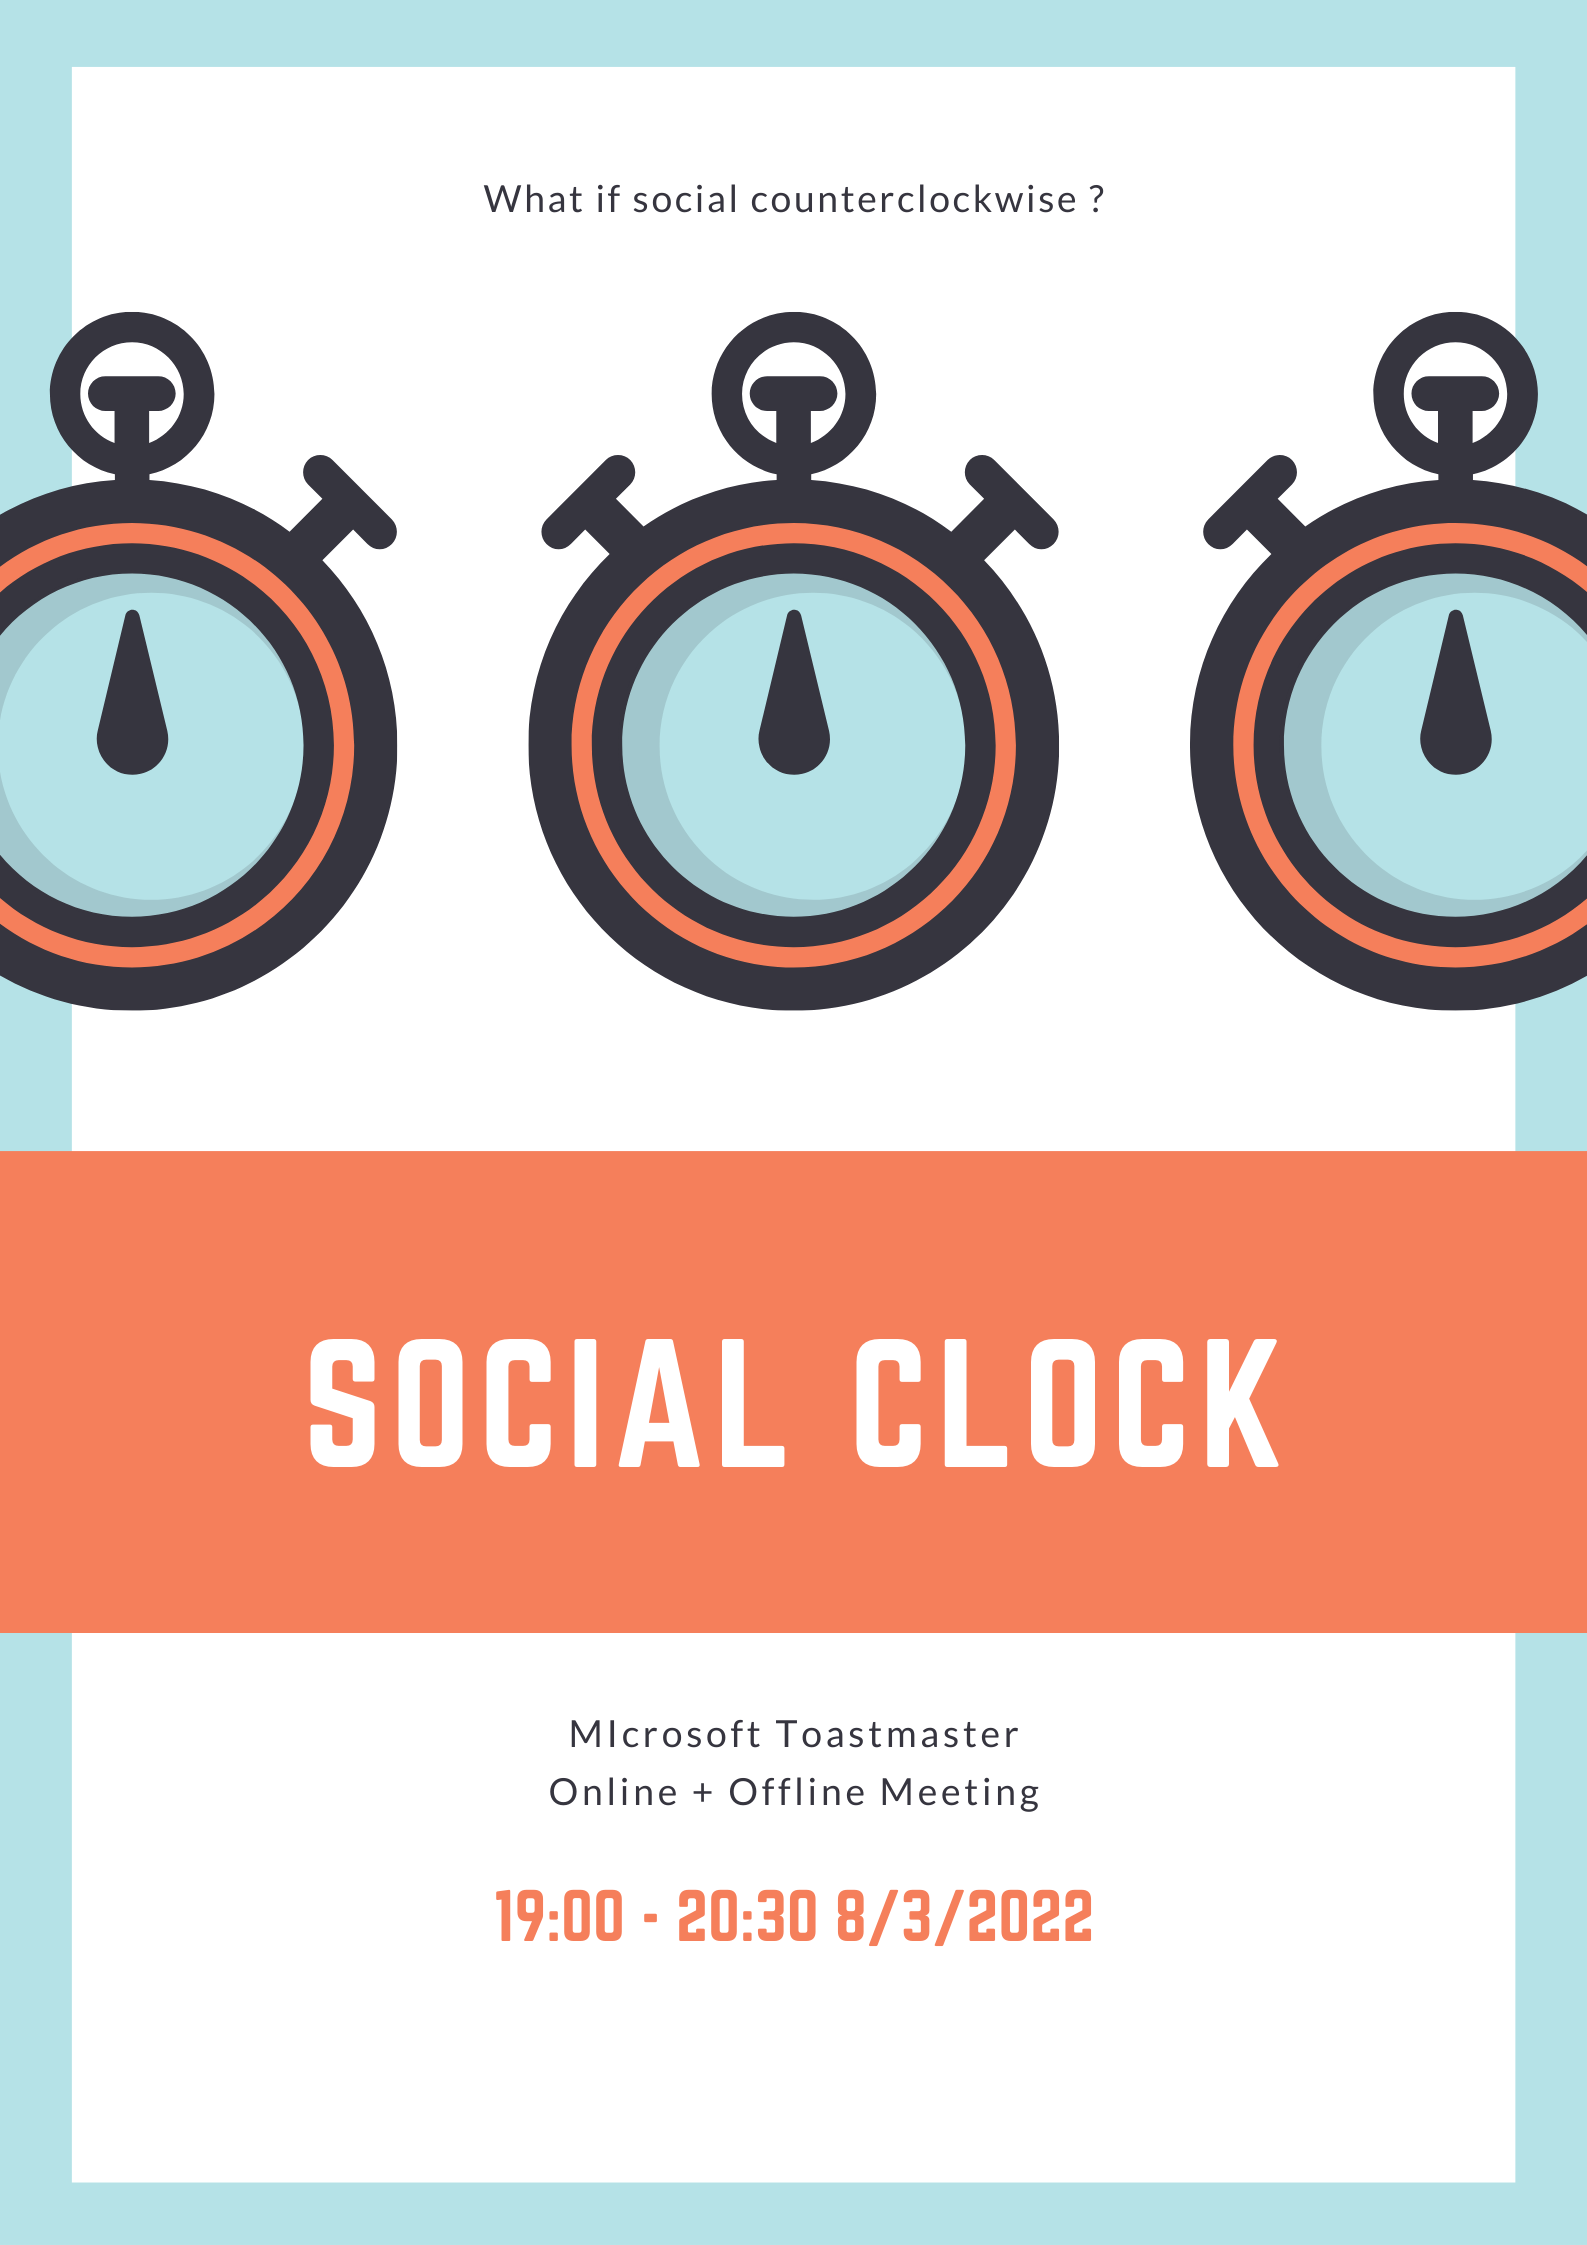 What if social counterclockwise ?
SOCIAL CLOCK
MIcrosoft Toastmaster
Online + Offline Meeting
19:00 - 20:30 8/3/2022